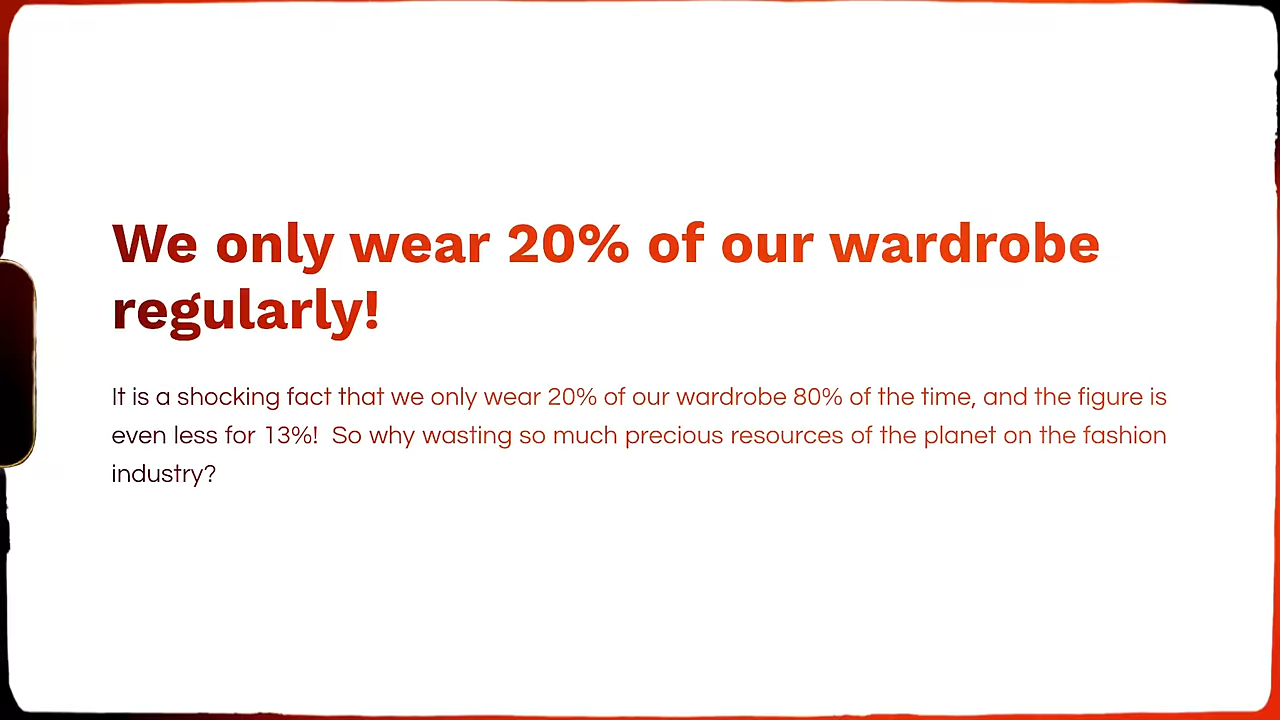 We only wear 20% of our wardrobe
regularly!
It is a shocking fact that we only wear 20% of our wardrobe 80% of the time, and the figure is
even less for 13%!  So why wasting so much precious resources of the planet on the fashion
industry?